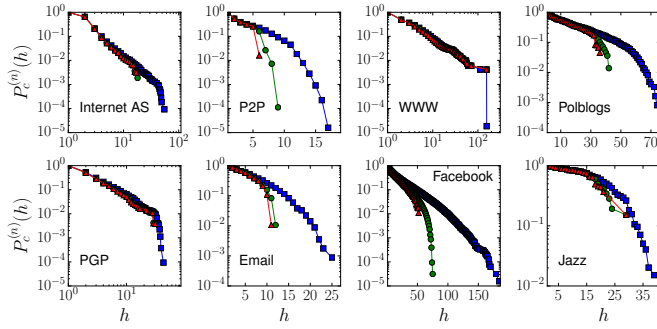 P_c^{(n)}(h)
10^0 10^{-1} 10^{-2} 10^{-3} 10^{-4} 10^{-5}
Internet AS
10^0 10^1 10^2
10^0 10^{-1} 10^{-2} 10^{-3} 10^{-4} 10^{-5}
P2P
5 10 15
10^0 10^{-1} 10^{-2} 10^{-3} 10^{-4} 10^{-5}
WWW
10^0 10^1 10^2
10^0 10^{-1} 10^{-2} 10^{-3} 10^{-4}
Polblogs
10 30 50 70
P_c^{(n)}(h)
10^0 10^{-1} 10^{-2} 10^{-3} 10^{-4} 10^{-5}
PGP
10^0 10^1
h
10^0 10^{-1} 10^{-2} 10^{-3} 10^{-4}
Email
5 10 15 20 25
h
10^0 10^{-1} 10^{-2} 10^{-3} 10^{-4} 10^{-5}
Facebook
50 100 150
h
10^0 10^{-1} 10^{-2}
Jazz
5 15 25 35
h